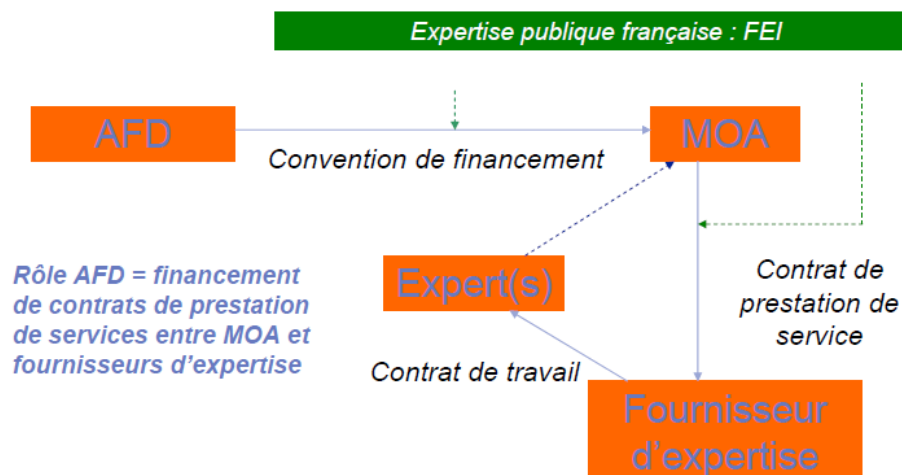 Expertise publique française : FEI
AFD
MOA
Convention de financement
Rôle AFD = financement
de contrats de prestation
de services entre MOA et
fournisseurs d'expertise
Expert(s)
Contrat de
prestation de
service
Contrat de travail
Fournisseur
d'expertise